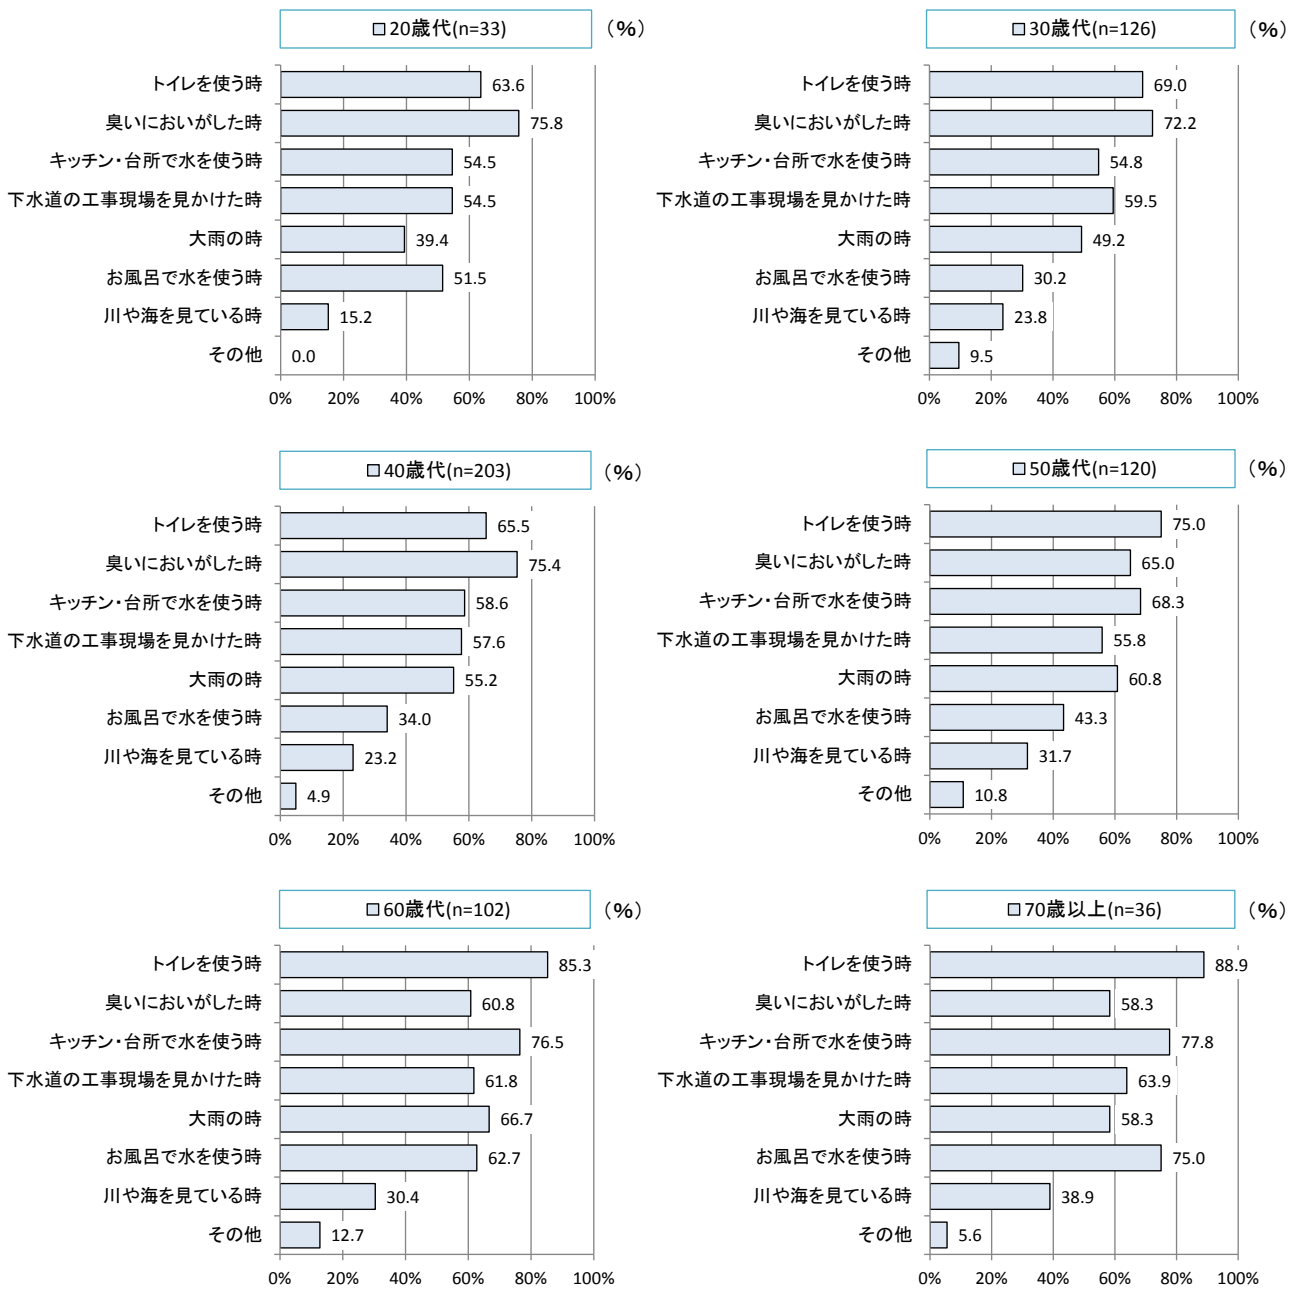 20歳代(n=33) （%）
トイレを使う時 63.6
臭いにおいがした時 75.8
キッチン・台所で水を使う時 54.5
下水道の工事現場を見かけた時 54.5
大雨の時 39.4
お風呂で水を使う時 51.5
川や海を見ている時 15.2
その他 0.0
0% 20% 40% 60% 80% 100%
30歳代(n=126) （%）
トイレを使う時 69.0
臭いにおいがした時 72.2
キッチン・台所で水を使う時 54.8
下水道の工事現場を見かけた時 59.5
大雨の時 49.2
お風呂で水を使う時 30.2
川や海を見ている時 23.8
その他 9.5
0% 20% 40% 60% 80% 100%
40歳代(n=203) （%）
トイレを使う時 65.5
臭いにおいがした時 75.4
キッチン・台所で水を使う時 58.6
下水道の工事現場を見かけた時 57.6
大雨の時 55.2
お風呂で水を使う時 34.0
川や海を見ている時 23.2
その他 4.9
0% 20% 40% 60% 80% 100%
50歳代(n=120) （%）
トイレを使う時 75.0
臭いにおいがした時 65.0
キッチン・台所で水を使う時 68.3
下水道の工事現場を見かけた時 55.8
大雨の時 60.8
お風呂で水を使う時 43.3
川や海を見ている時 31.7
その他 10.8
0% 20% 40% 60% 80% 100%
60歳代(n=102) （%）
トイレを使う時 85.3
臭いにおいがした時 60.8
キッチン・台所で水を使う時 76.5
下水道の工事現場を見かけた時 61.8
大雨の時 66.7
お風呂で水を使う時 62.7
川や海を見ている時 30.4
その他 12.7
0% 20% 40% 60% 80% 100%
70歳以上(n=36) （%）
トイレを使う時 88.9
臭いにおいがした時 58.3
キッチン・台所で水を使う時 77.8
下水道の工事現場を見かけた時 63.9
大雨の時 58.3
お風呂で水を使う時 75.0
川や海を見ている時 38.9
その他 5.6
0% 20% 40% 60% 80% 100%